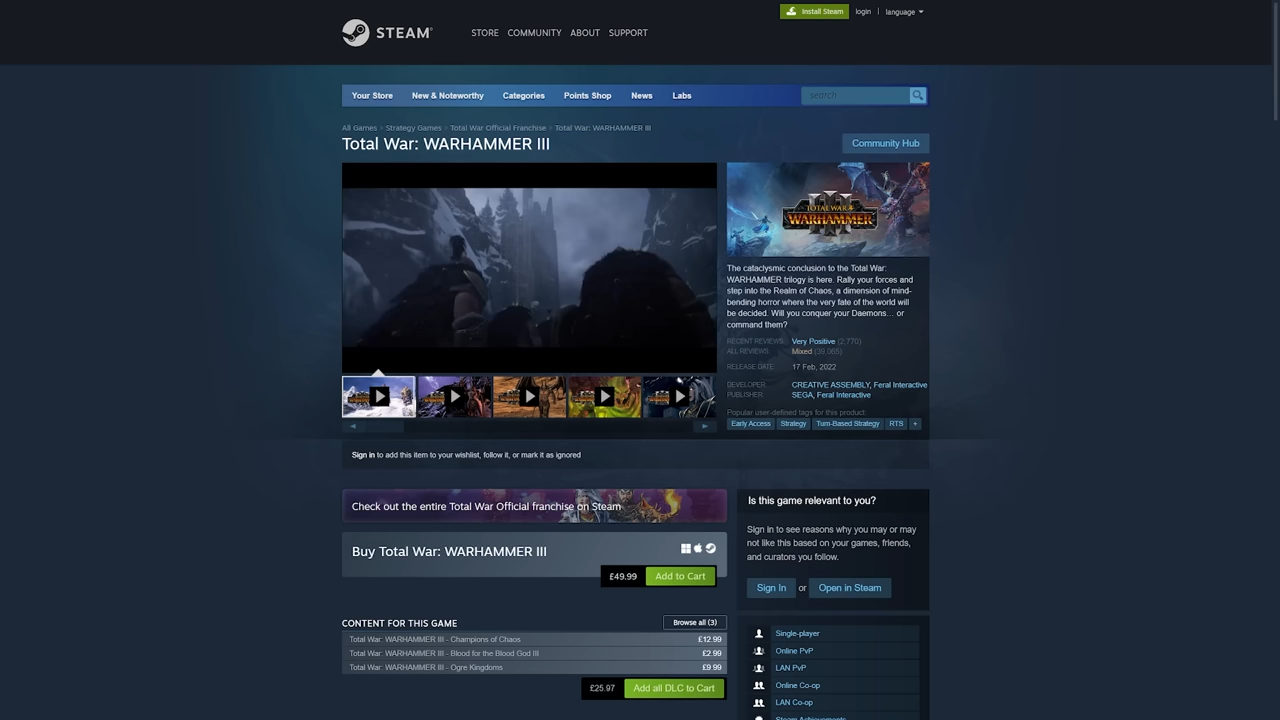 Install Steam
login | language
STEAM®
STORE COMMUNITY ABOUT SUPPORT
Your Store New & Noteworthy Categories Points Shop News Labs
search
All Games > Strategy Games > Total War Official Franchise > Total War: WARHAMMER III
Total War: WARHAMMER III
Community Hub
TOTAL WAR
WARHAMMER
III
The cataclysmic conclusion to the Total War:
WARHAMMER trilogy is here. Rally your forces and
step into the Realm of Chaos, a dimension of mind-
bending horror where the very fate of the world will
be decided. Will you conquer your Daemons… or
command them?
RECENT REVIEWS: Very Positive (2,770)
ALL REVIEWS: Mixed (39,065)
RELEASE DATE: 17 Feb, 2022
DEVELOPER: CREATIVE ASSEMBLY, Feral Interactive
PUBLISHER: SEGA, Feral Interactive
Popular user-defined tags for this product:
Early Access Strategy Turn-Based Strategy RTS +
Sign in to add this item to your wishlist, follow it, or mark it as ignored
Check out the entire Total War Official franchise on Steam
Is this game relevant to you?
Sign in to see reasons why you may or may
not like this based on your games, friends,
and curators you follow.
Sign In or Open in Steam
Buy Total War: WARHAMMER III
£49.99 Add to Cart
CONTENT FOR THIS GAME Browse all (3)
Total War: WARHAMMER III - Champions of Chaos £12.99
Total War: WARHAMMER III - Blood for the Blood God III £2.99
Total War: WARHAMMER III - Ogre Kingdoms £9.99
£25.97 Add all DLC to Cart
Single-player
Online PvP
LAN PvP
Online Co-op
LAN Co-op
Steam Achievements